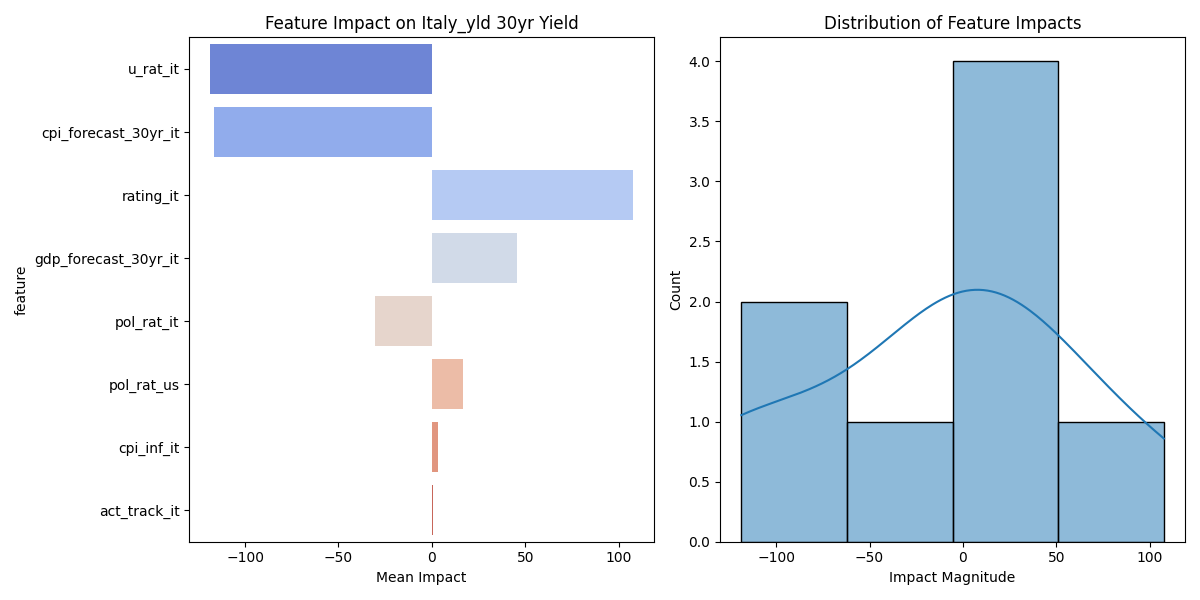 Feature Impact on Italy_yld 30yr Yield
feature
u_rat_it
cpi_forecast_30yr_it
rating_it
gdp_forecast_30yr_it
pol_rat_it
pol_rat_us
cpi_inf_it
act_track_it
−100 −50 0 50 100
Mean Impact
Distribution of Feature Impacts
Count
4.0
3.5
3.0
2.5
2.0
1.5
1.0
0.5
0.0
−100 −50 0 50 100
Impact Magnitude